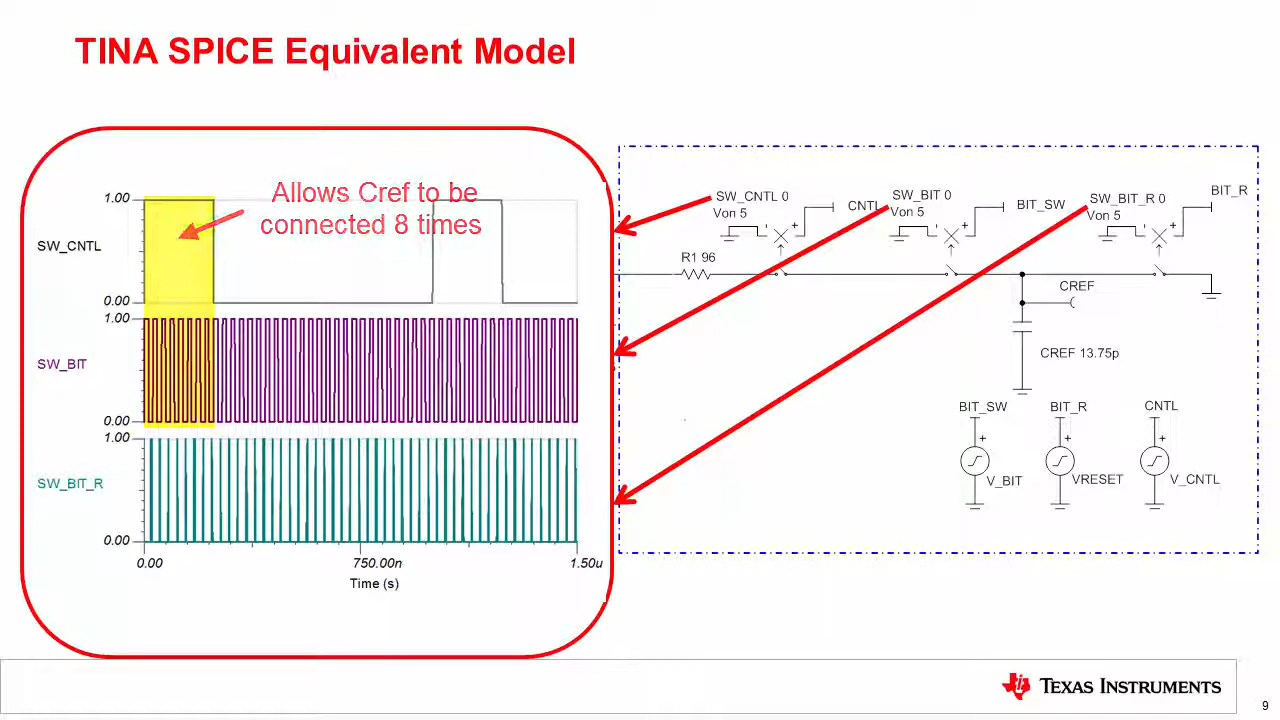 TINA SPICE Equivalent Model
Allows Cref to be
connected 8 times
1.00
SW_CNTL
0.00
1.00
SW_BIT
0.00
1.00
SW_BIT_R
0.00
0.00
750.00n
1.50u
Time (s)
SW_CNTL 0
Von 5
CNTL
SW_BIT 0
Von 5
BIT_SW
SW_BIT_R 0
Von 5
BIT_R
R1 96
CREF
CREF 13.75p
BIT_SW
BIT_R
CNTL
+
+
+
V_BIT
VRESET
V_CNTL
TEXAS INSTRUMENTS
9